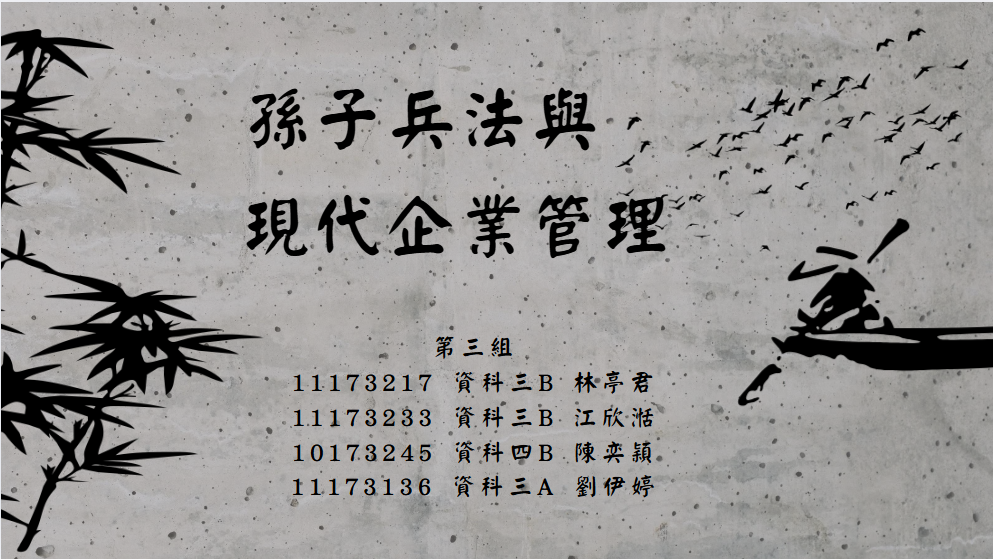 孫子兵法與
現代企業管理
第三組
11173217 資科三B 林亭君
11173233 資科三B 江欣湉
10173245 資科四B 陳奕穎
11173136 資科三A 劉伊婷